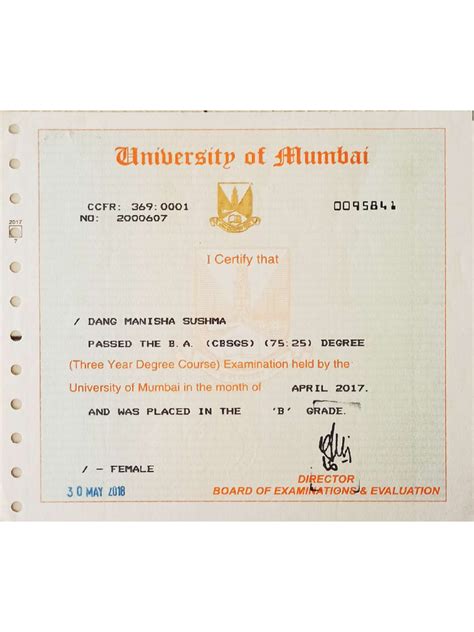 University of Mumbai
CCFR: 369:0001
0095841
NO: 2000607
2017
7
I Certify that
/ DANG MANISHA SUSHMA
PASSED THE B.A. (CBSGS) (75:25) DEGREE
(Three Year Degree Course) Examination held by the
University of Mumbai in the month of APRIL 2017.
AND WAS PLACED IN THE 'B' GRADE.
/ - FEMALE
30 MAY 2018
DIRECTOR
BOARD OF EXAMINATIONS & EVALUATION